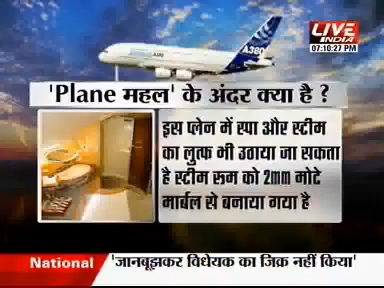 LIVE
INDIA
07:10:27 PM
A380
A380
'Plane महल' के अंदर क्या है ?
इस प्लेन में स्पा और स्टीम
का लुत्फ भी उठाया जा सकता
है स्टीम रूम को 2mm मोटे
मार्बल से बनाया गया है
National
'जानबूझकर विधेयक का जिक्र नहीं किया'